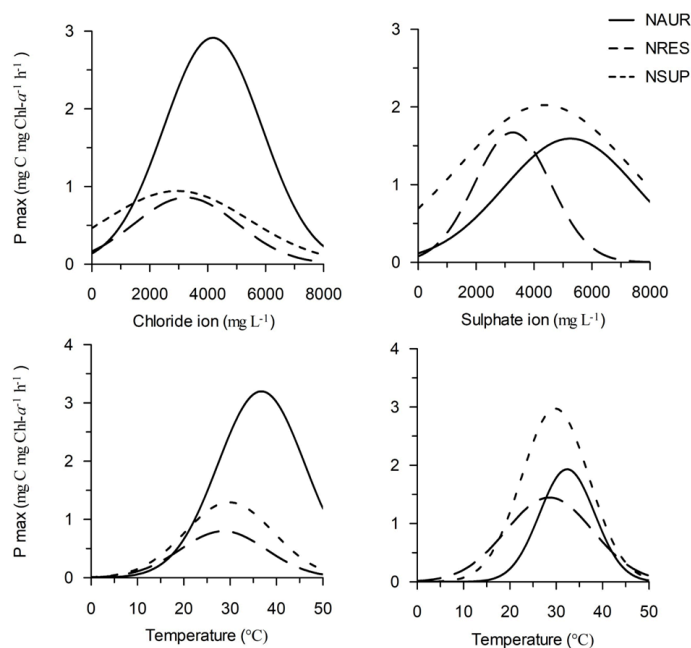 NAUR
NRES
NSUP
P max (mg C mg Chl-a⁻¹ h⁻¹)
3
2
1
0
0 2000 4000 6000 8000
Chloride ion (mg L⁻¹)
3
2
1
0
0 2000 4000 6000 8000
Sulphate ion (mg L⁻¹)
P max (mg C mg Chl-a⁻¹ h⁻¹)
4
3
2
1
0
0 10 20 30 40 50
Temperature (°C)
4
3
2
1
0
0 10 20 30 40 50
Temperature (°C)